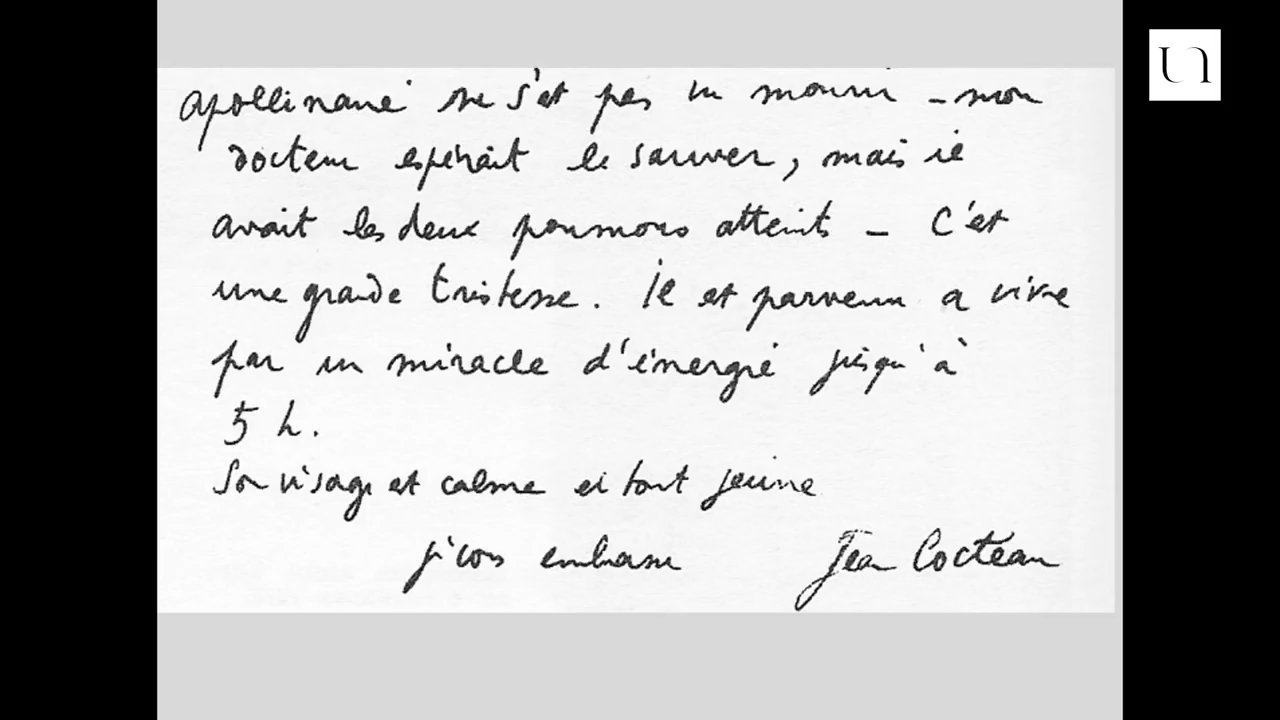 Apollinaire ne s'est pas vu mourir – mon
docteur espérait le sauver, mais il
avait les deux poumons atteints – C'est
une grande tristesse. Il est parvenu a vivre
par un miracle d'énergie jusqu'à
5 h.
Son visage est calme et tout jeune
Je vous embrasse Jean Cocteau
un